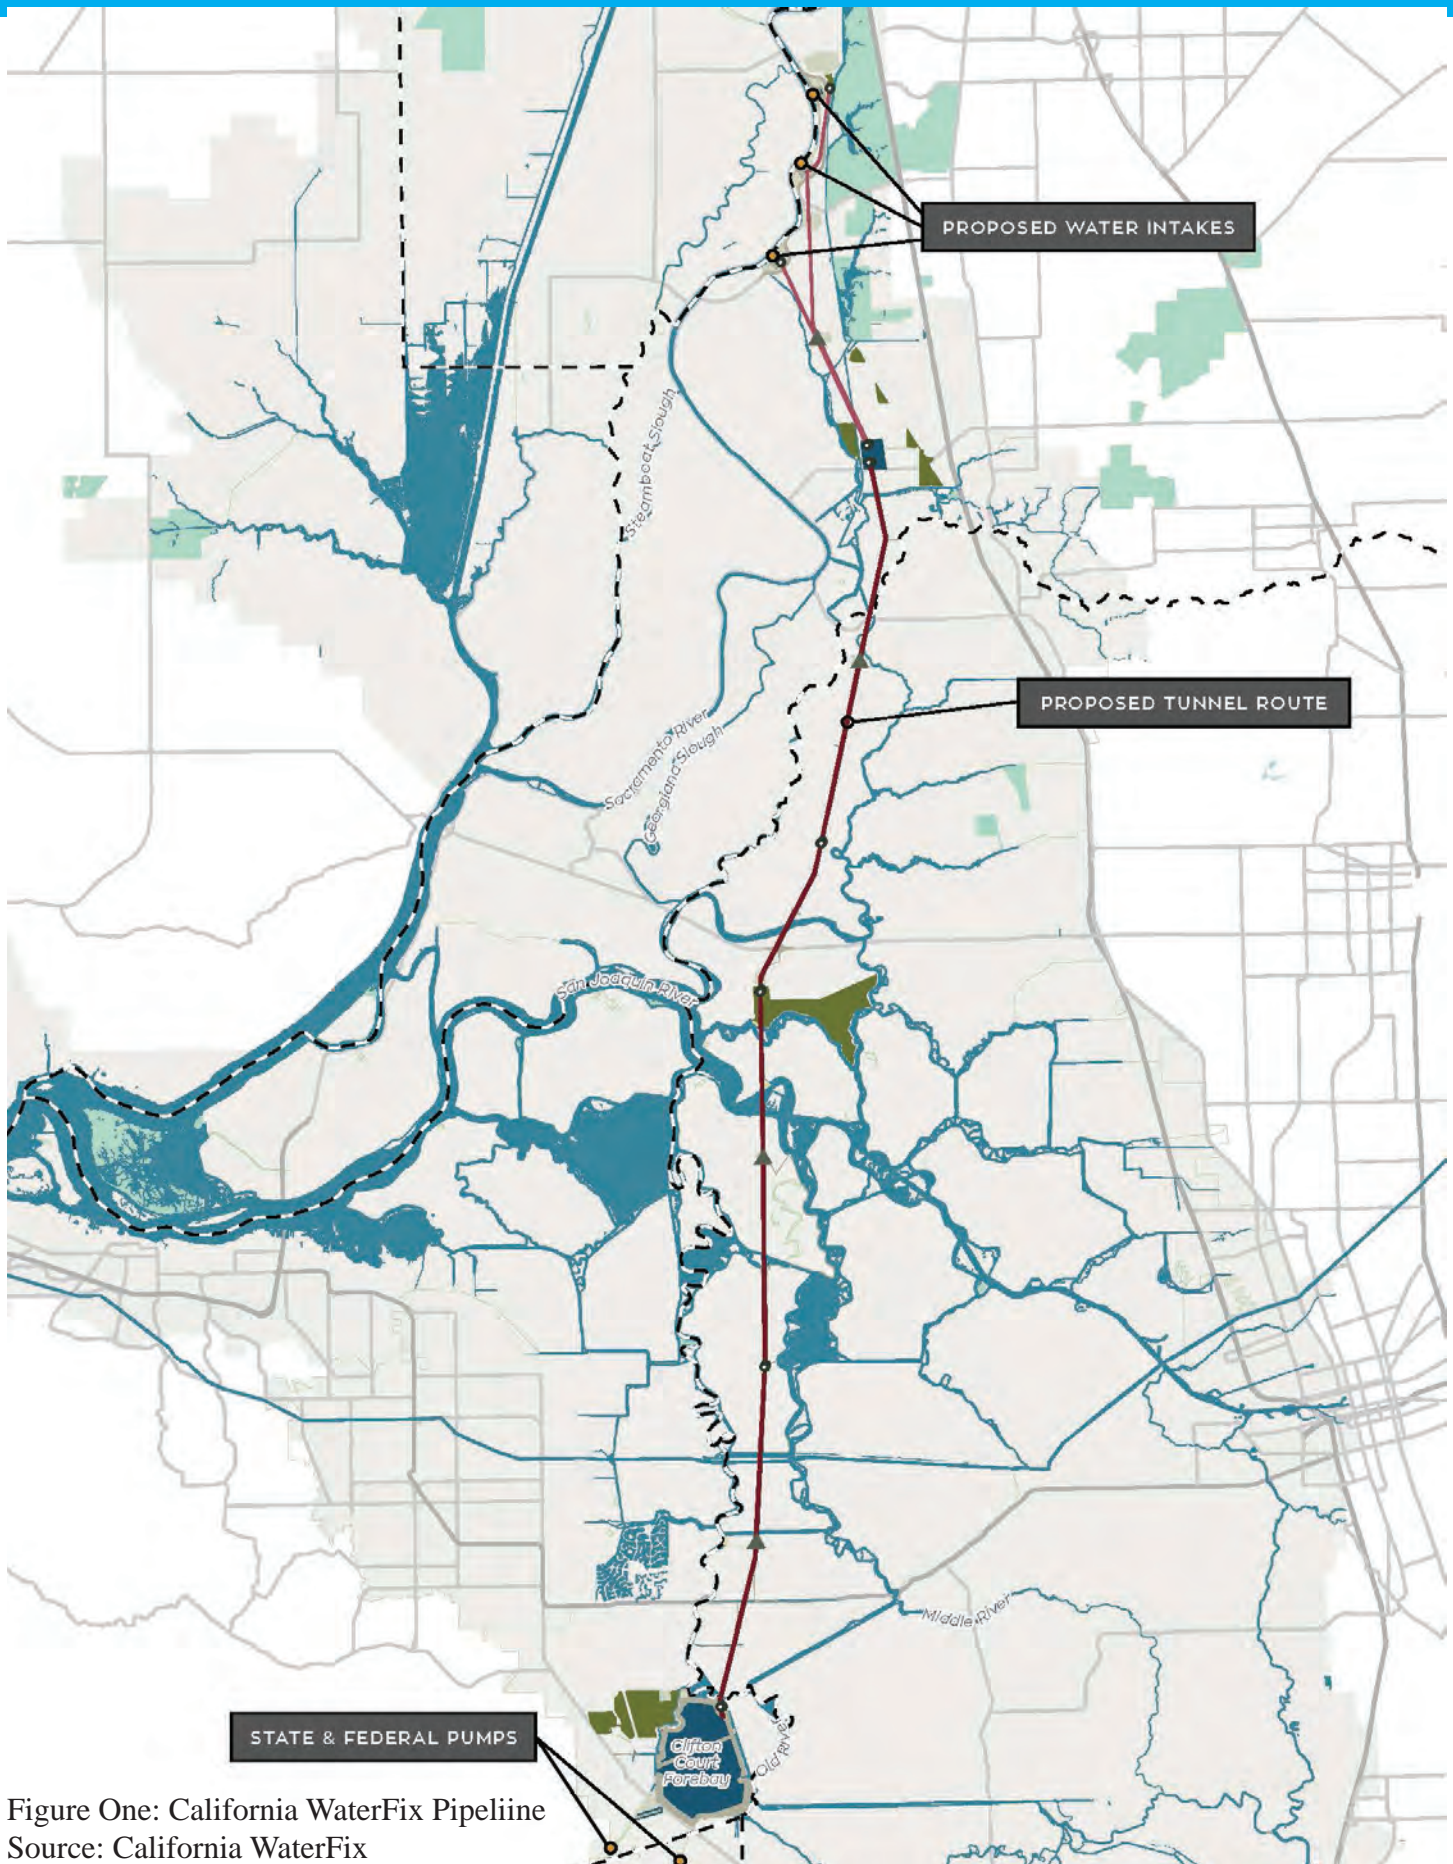 PROPOSED WATER INTAKES
Steamboat Slough
PROPOSED TUNNEL ROUTE
Sacramento River
Georgiana Slough
San Joaquin River
Middle River
STATE & FEDERAL PUMPS
Clifton
Court
Forebay
Old River
Figure One: California WaterFix Pipeliine
Source: California WaterFix